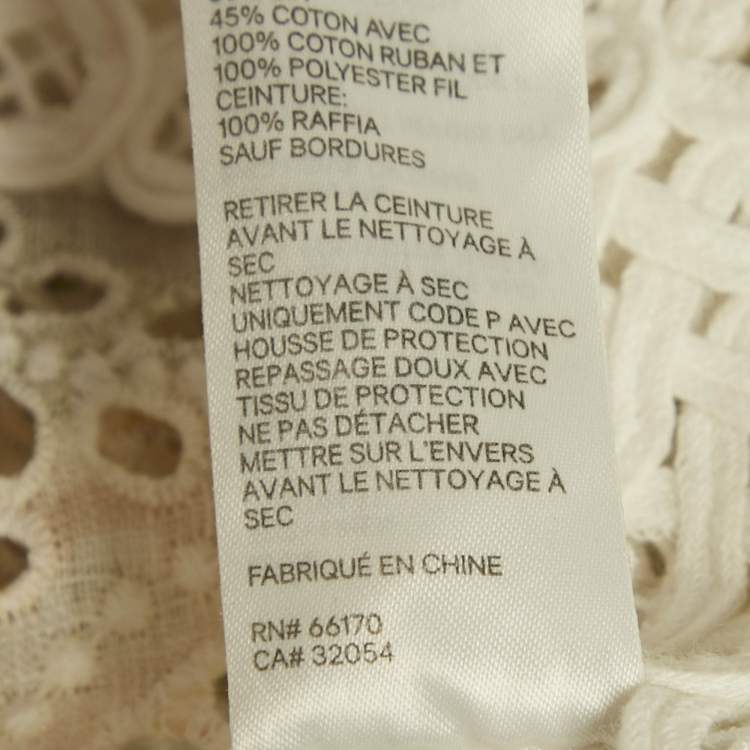 45% COTON AVEC
100% COTON RUBAN ET
100% POLYESTER FIL
CEINTURE:
100% RAFFIA
SAUF BORDURES
RETIRER LA CEINTURE
AVANT LE NETTOYAGE À
SEC
NETTOYAGE À SEC
UNIQUEMENT CODE P AVEC
HOUSSE DE PROTECTION
REPASSAGE DOUX AVEC
TISSU DE PROTECTION
NE PAS DÉTACHER
METTRE SUR L'ENVERS
AVANT LE NETTOYAGE À
SEC
FABRIQUÉ EN CHINE
RN# 66170
CA# 32054